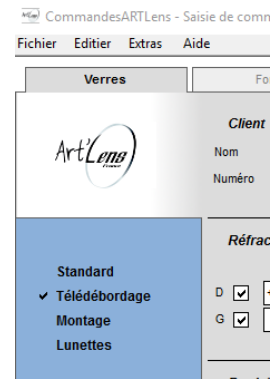 CommandesARTLens - Saisie de comm
Fichier Editier Extras Aide
Verres Fo
Art'Lens
France
Client
Nom
Numéro
Réfrac
Standard
Télédébordage
Montage
Lunettes
D
G